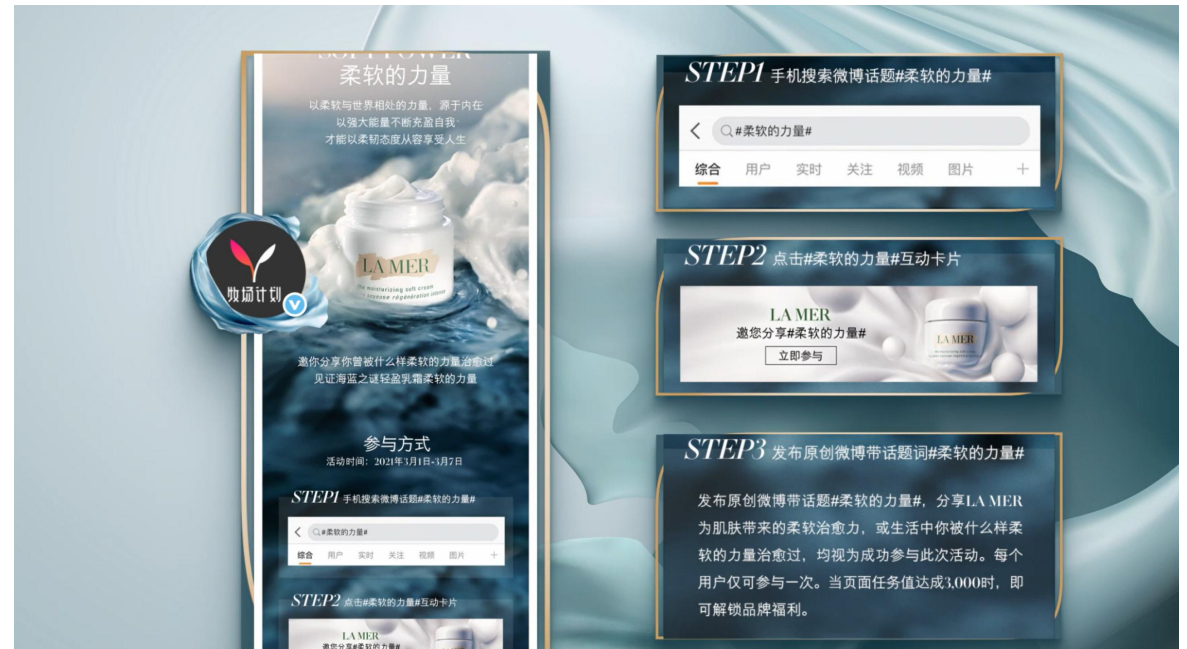 SOFT POWER
柔软的力量
以柔软与世界相处的力量，源于内在
以强大能量不断充盈自我
才能以柔韧态度从容享受人生
LA MER
the moisturizing soft cream
牧场计划
V
邀你分享你曾被什么样柔软的力量治愈过
见证海蓝之谜轻盈乳霜柔软的力量
参与方式
活动时间：2021年3月1日-3月7日
STEP1 手机搜索微博话题#柔软的力量#
#柔软的力量#
综合 用户 实时 关注 视频 图片 +
STEP2 点击#柔软的力量#互动卡片
LA MER
邀您分享#柔软的力量#
STEP1 手机搜索微博话题#柔软的力量#
#柔软的力量#
综合 用户 实时 关注 视频 图片 +
STEP2 点击#柔软的力量#互动卡片
LA MER
邀您分享#柔软的力量#
立即参与
LA MER
STEP3 发布原创微博带话题词#柔软的力量#
发布原创微博带话题#柔软的力量#，分享LA MER
为肌肤带来的柔软治愈力，或生活中你被什么样柔
软的力量治愈过，均视为成功参与此次活动。每个
用户仅可参与一次。当页面任务值达成3,000时，即
可解锁品牌福利。